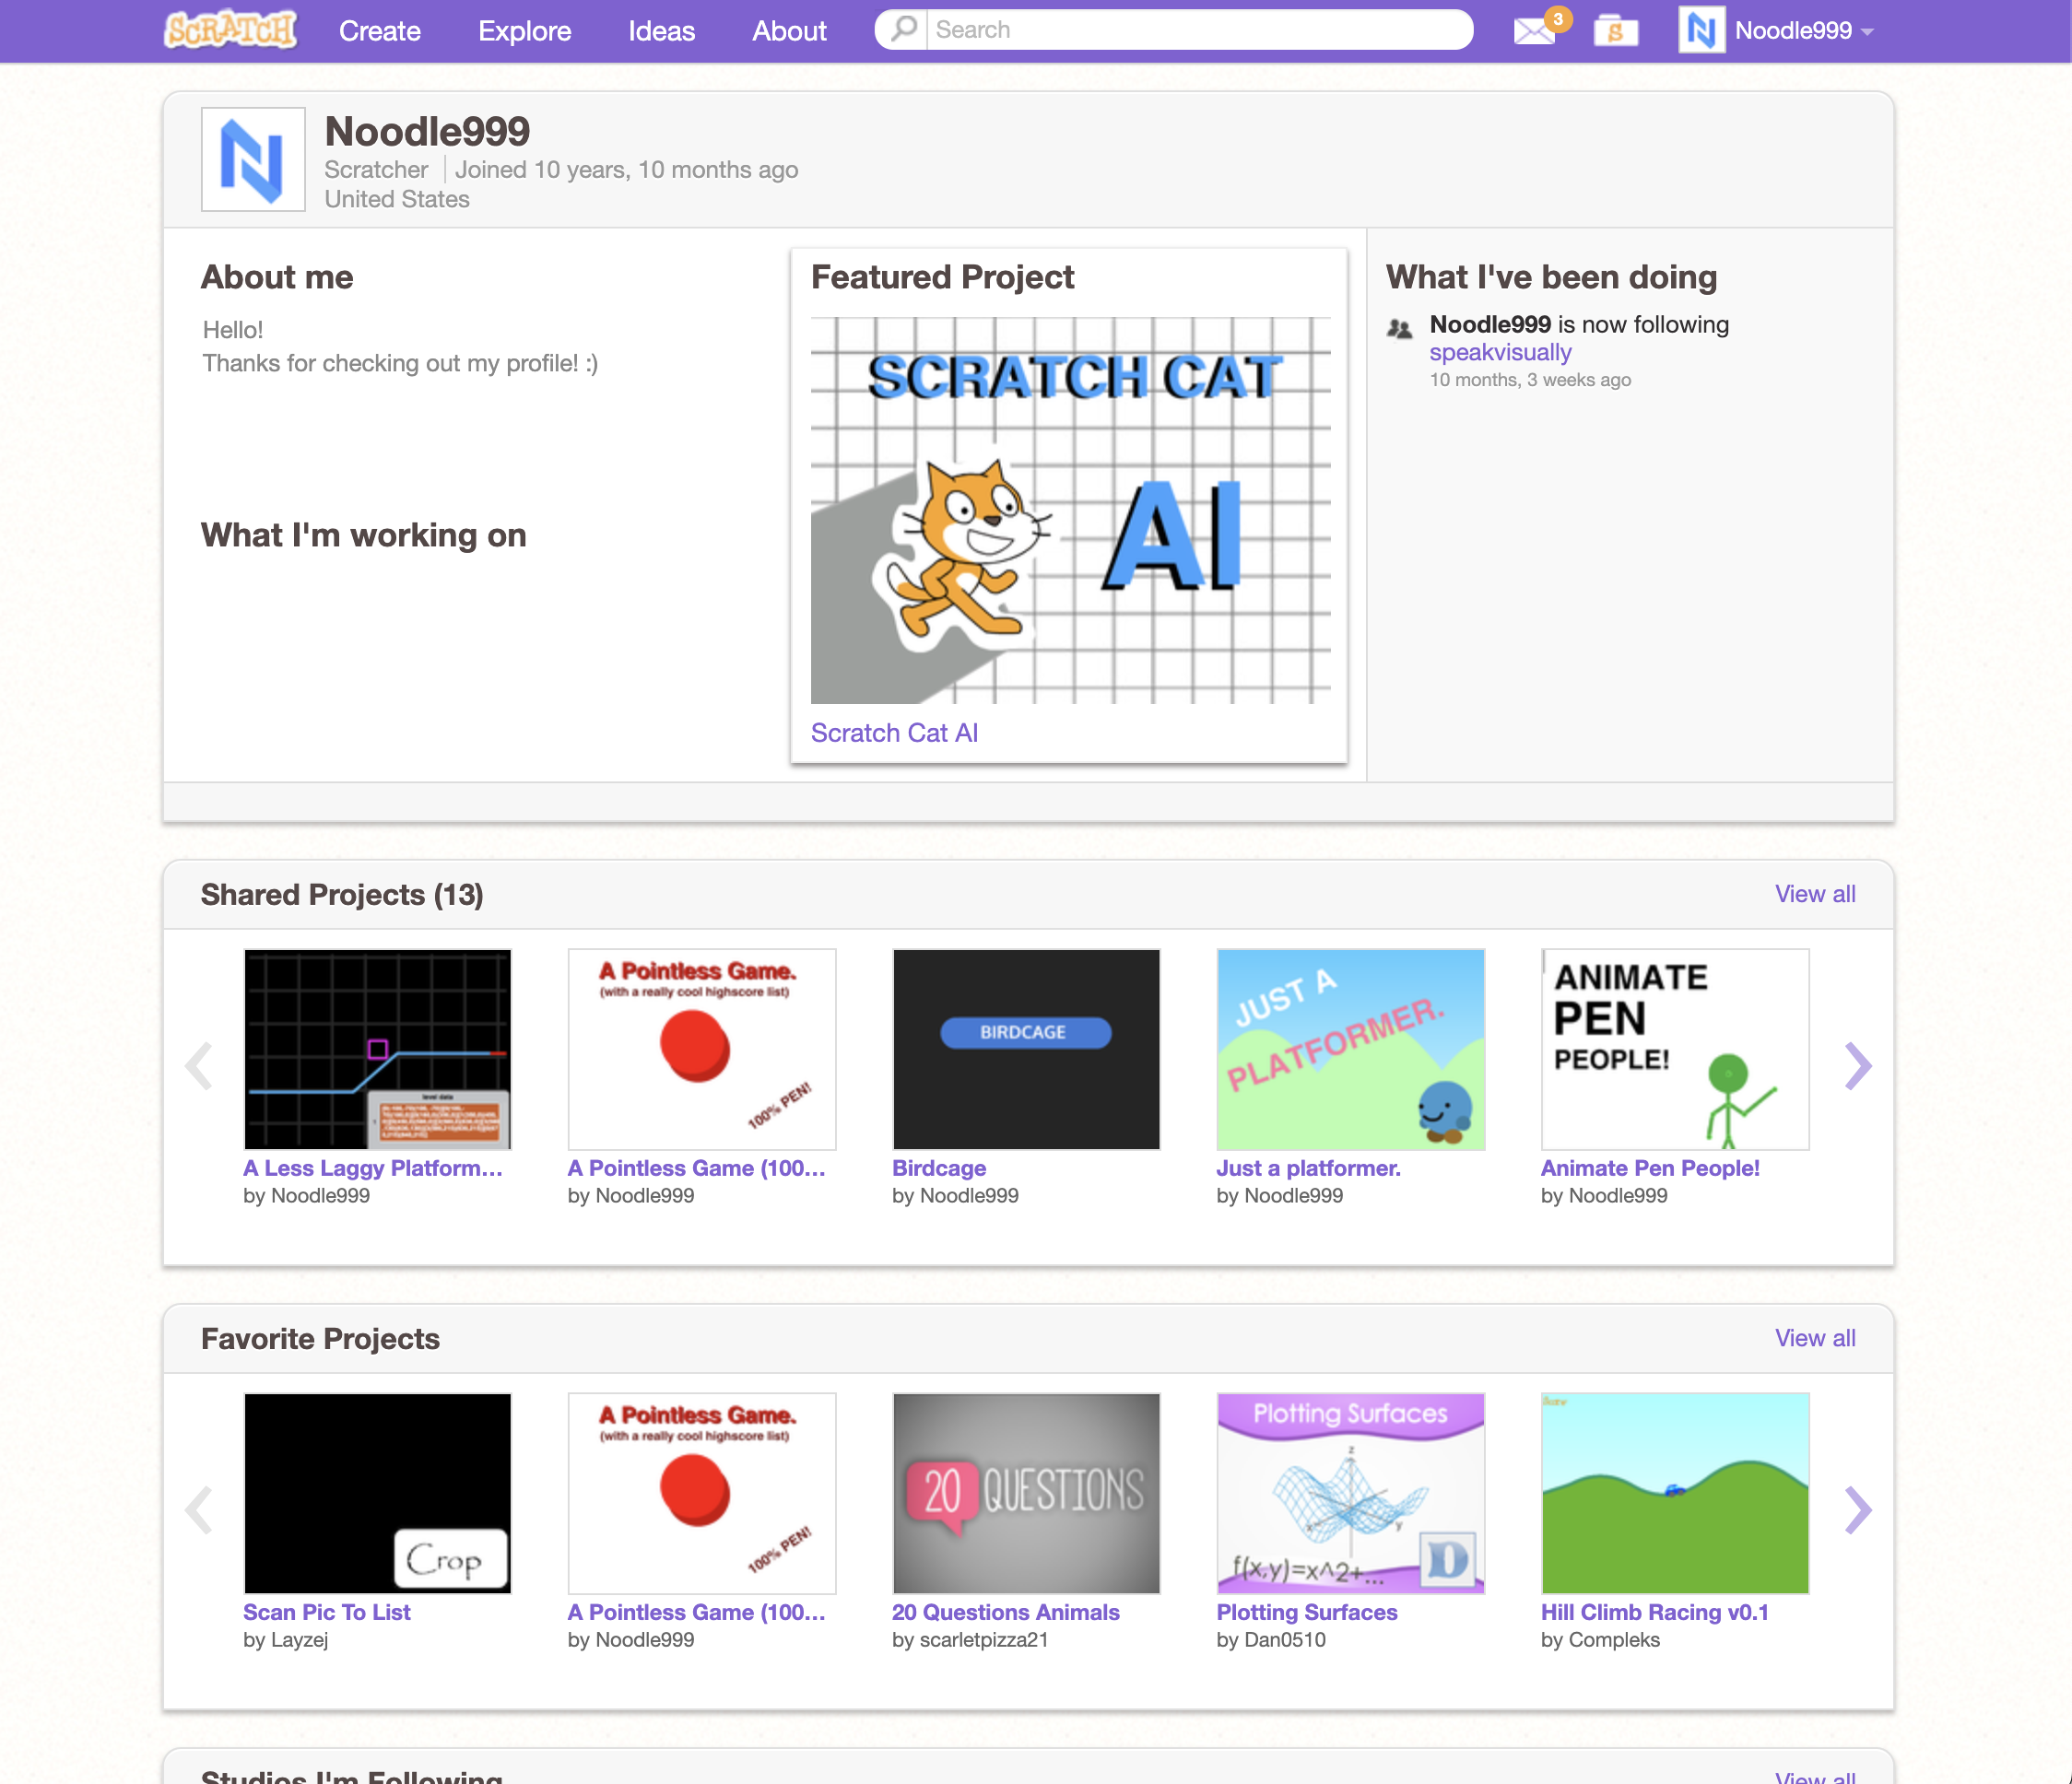 SCRATCH Create Explore Ideas About Search 3 S Noodle999
Noodle999
Scratcher Joined 10 years, 10 months ago
United States
About me
Hello!
Thanks for checking out my profile! :)
What I'm working on
Featured Project
SCRATCH CAT
AI
Scratch Cat AI
What I've been doing
Noodle999 is now following
speakvisually
10 months, 3 weeks ago
Shared Projects (13) View all
level data
A Less Laggy Platform...
by Noodle999
A Pointless Game.
(with a really cool highscore list)
100% PEN!
A Pointless Game (100...
by Noodle999
BIRDCAGE
Birdcage
by Noodle999
JUST A
PLATFORMER.
Just a platformer.
by Noodle999
ANIMATE
PEN
PEOPLE!
Animate Pen People!
by Noodle999
Favorite Projects View all
Crop
Scan Pic To List
by Layzej
A Pointless Game.
(with a really cool highscore list)
100% PEN!
A Pointless Game (100...
by Noodle999
20 QUESTIONS
20 Questions Animals
by scarletpizza21
Plotting Surfaces
z
x y
f(x,y)=x^2+...
D
Plotting Surfaces
by Dan0510
Hill Climb Racing v0.1
by Compleks
Studios I'm Following View all